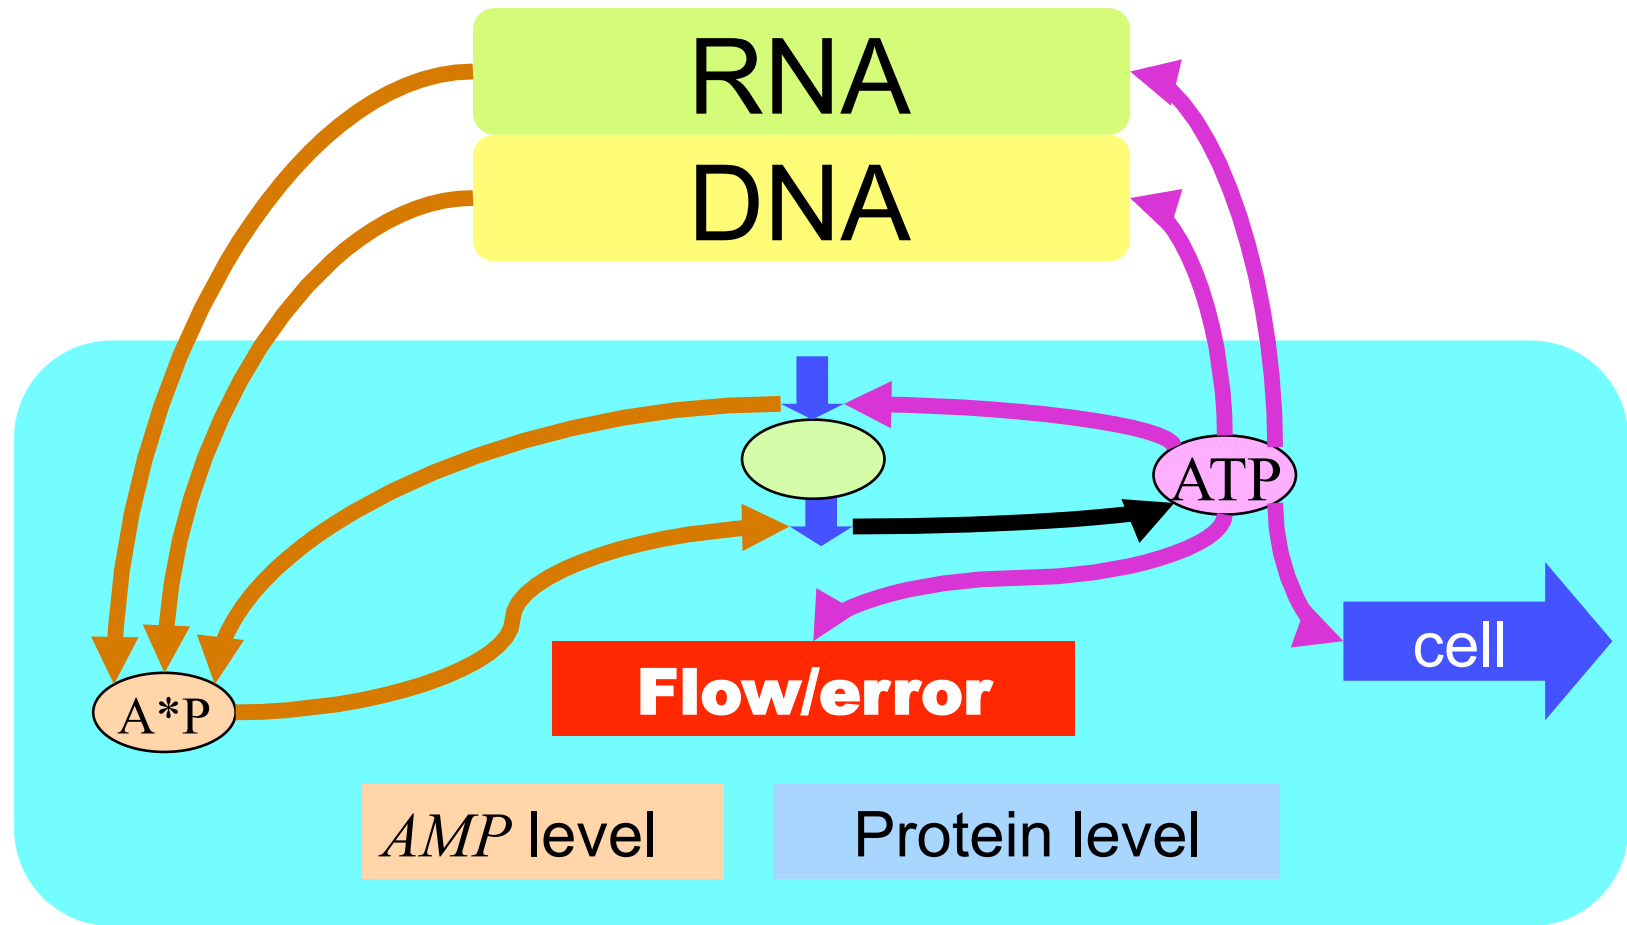 RNA
DNA
ATP
cell
Flow/error
A*P
AMP level
Protein level